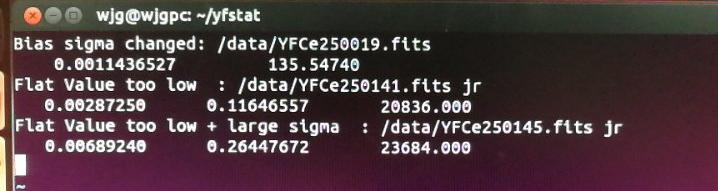 wjg@wjgpc: ~/yfstat
Bias sigma changed: /data/YFCe250019.fits
0.0011436527 135.54740
Flat Value too low : /data/YFCe250141.fits jr
0.00287250 0.11646557 20836.000
Flat Value too low + large sigma : /data/YFCe250145.fits jr
0.00689240 0.26447672 23684.000
~